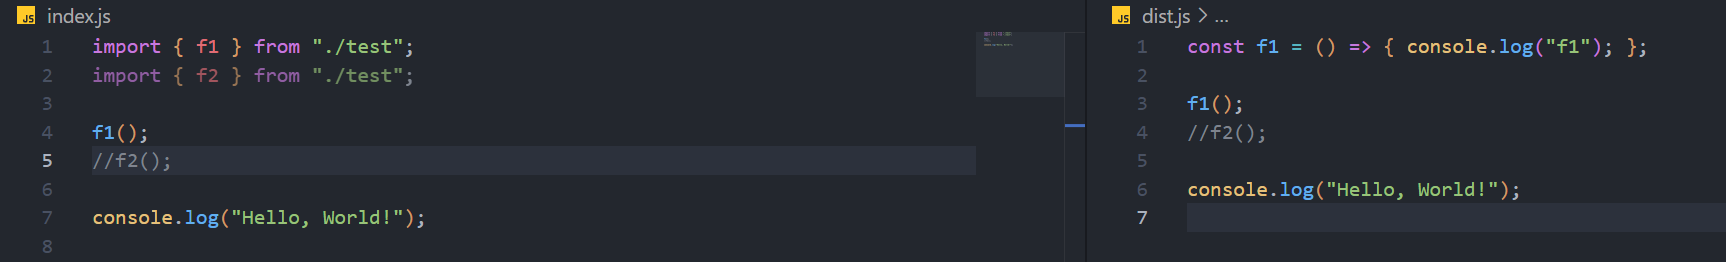 JS index.js
1 import { f1 } from "./test";
2 import { f2 } from "./test";
3
4 f1();
5 //f2();
6
7 console.log("Hello, World!");
8
JS dist.js > ...
1 const f1 = () => { console.log("f1"); };
2
3 f1();
4 //f2();
5
6 console.log("Hello, World!");
7